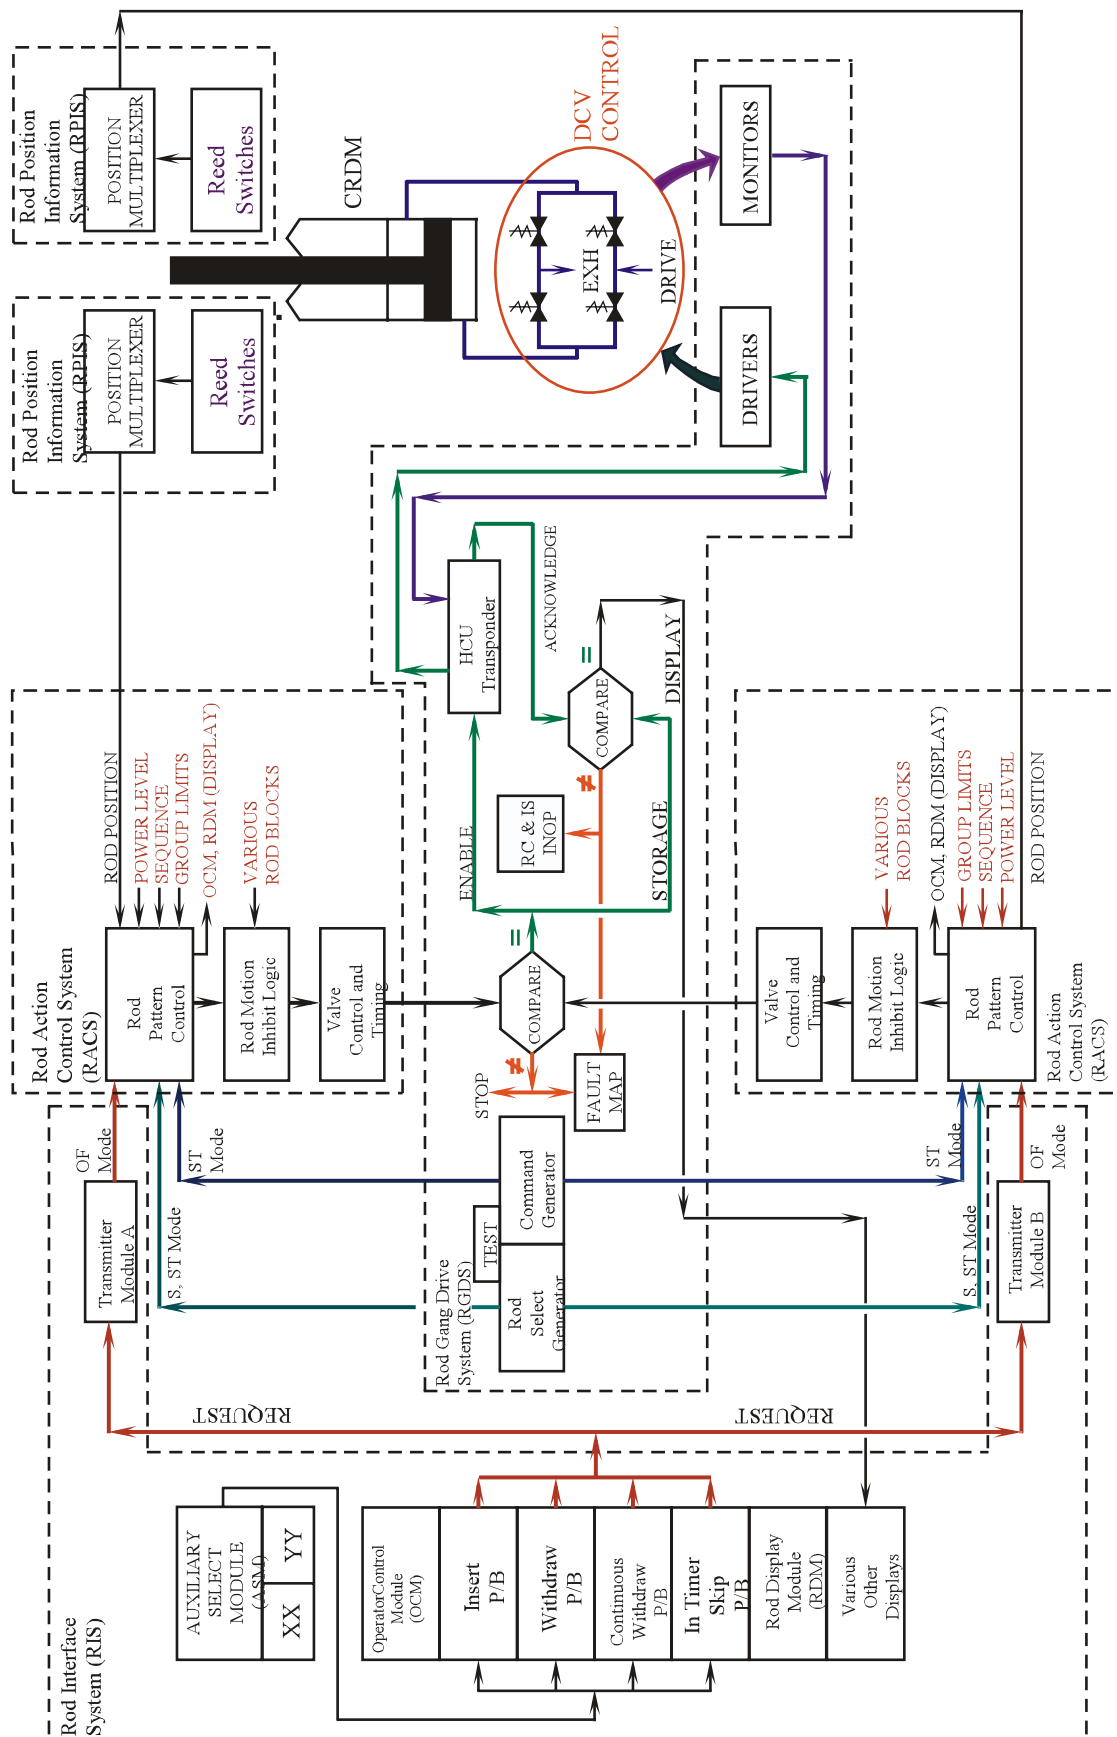 Rod Interface
System (RIS)
AUXILIARY
SELECT
MODULE
(ASM)
XX
YY
OperatorControl
Module
(OCM)
Insert
P/B
Withdraw
P/B
Continuous
Withdraw
P/B
In Timer
Skip
P/B
Rod Display
Module
(RDM)
Various
Other
Displays
REQUEST
REQUEST
Transmitter
Module A
OF
Mode
ST
Mode
S, ST Mode
Transmitter
Module B
OF
Mode
ST
Mode
S, ST Mode
Rod Gang Drive
System (RGDS)
Rod
Select
Generator
TEST
Command
Generator
STOP
FAULT
MAP
≠
COMPARE
=
ENABLE
STORAGE
RC & IS
INOP
≠
COMPARE
=
DISPLAY
ACKNOWLEDGE
HCU
Transponder
Rod Action
Control System
(RACS)
Rod
Pattern
Control
Rod Motion
Inhibit Logic
Valve
Control and
Timing
ROD POSITION
POWER LEVEL
SEQUENCE
GROUP LIMITS
OCM, RDM (DISPLAY)
VARIOUS
ROD BLOCKS
Valve
Control and
Timing
Rod Motion
Inhibit Logic
Rod
Pattern
Control
Rod Action
Control System
(RACS)
VARIOUS
ROD BLOCKS
OCM, RDM (DISPLAY)
GROUP LIMITS
SEQUENCE
POWER LEVEL
ROD POSITION
Rod Position
Information
System (RPIS)
POSITION
MULTIPLEXER
Reed
Switches
Rod Position
Information
System (RPIS)
POSITION
MULTIPLEXER
Reed
Switches
CRDM
DCV
CONTROL
EXH
DRIVE
DRIVERS
MONITORS